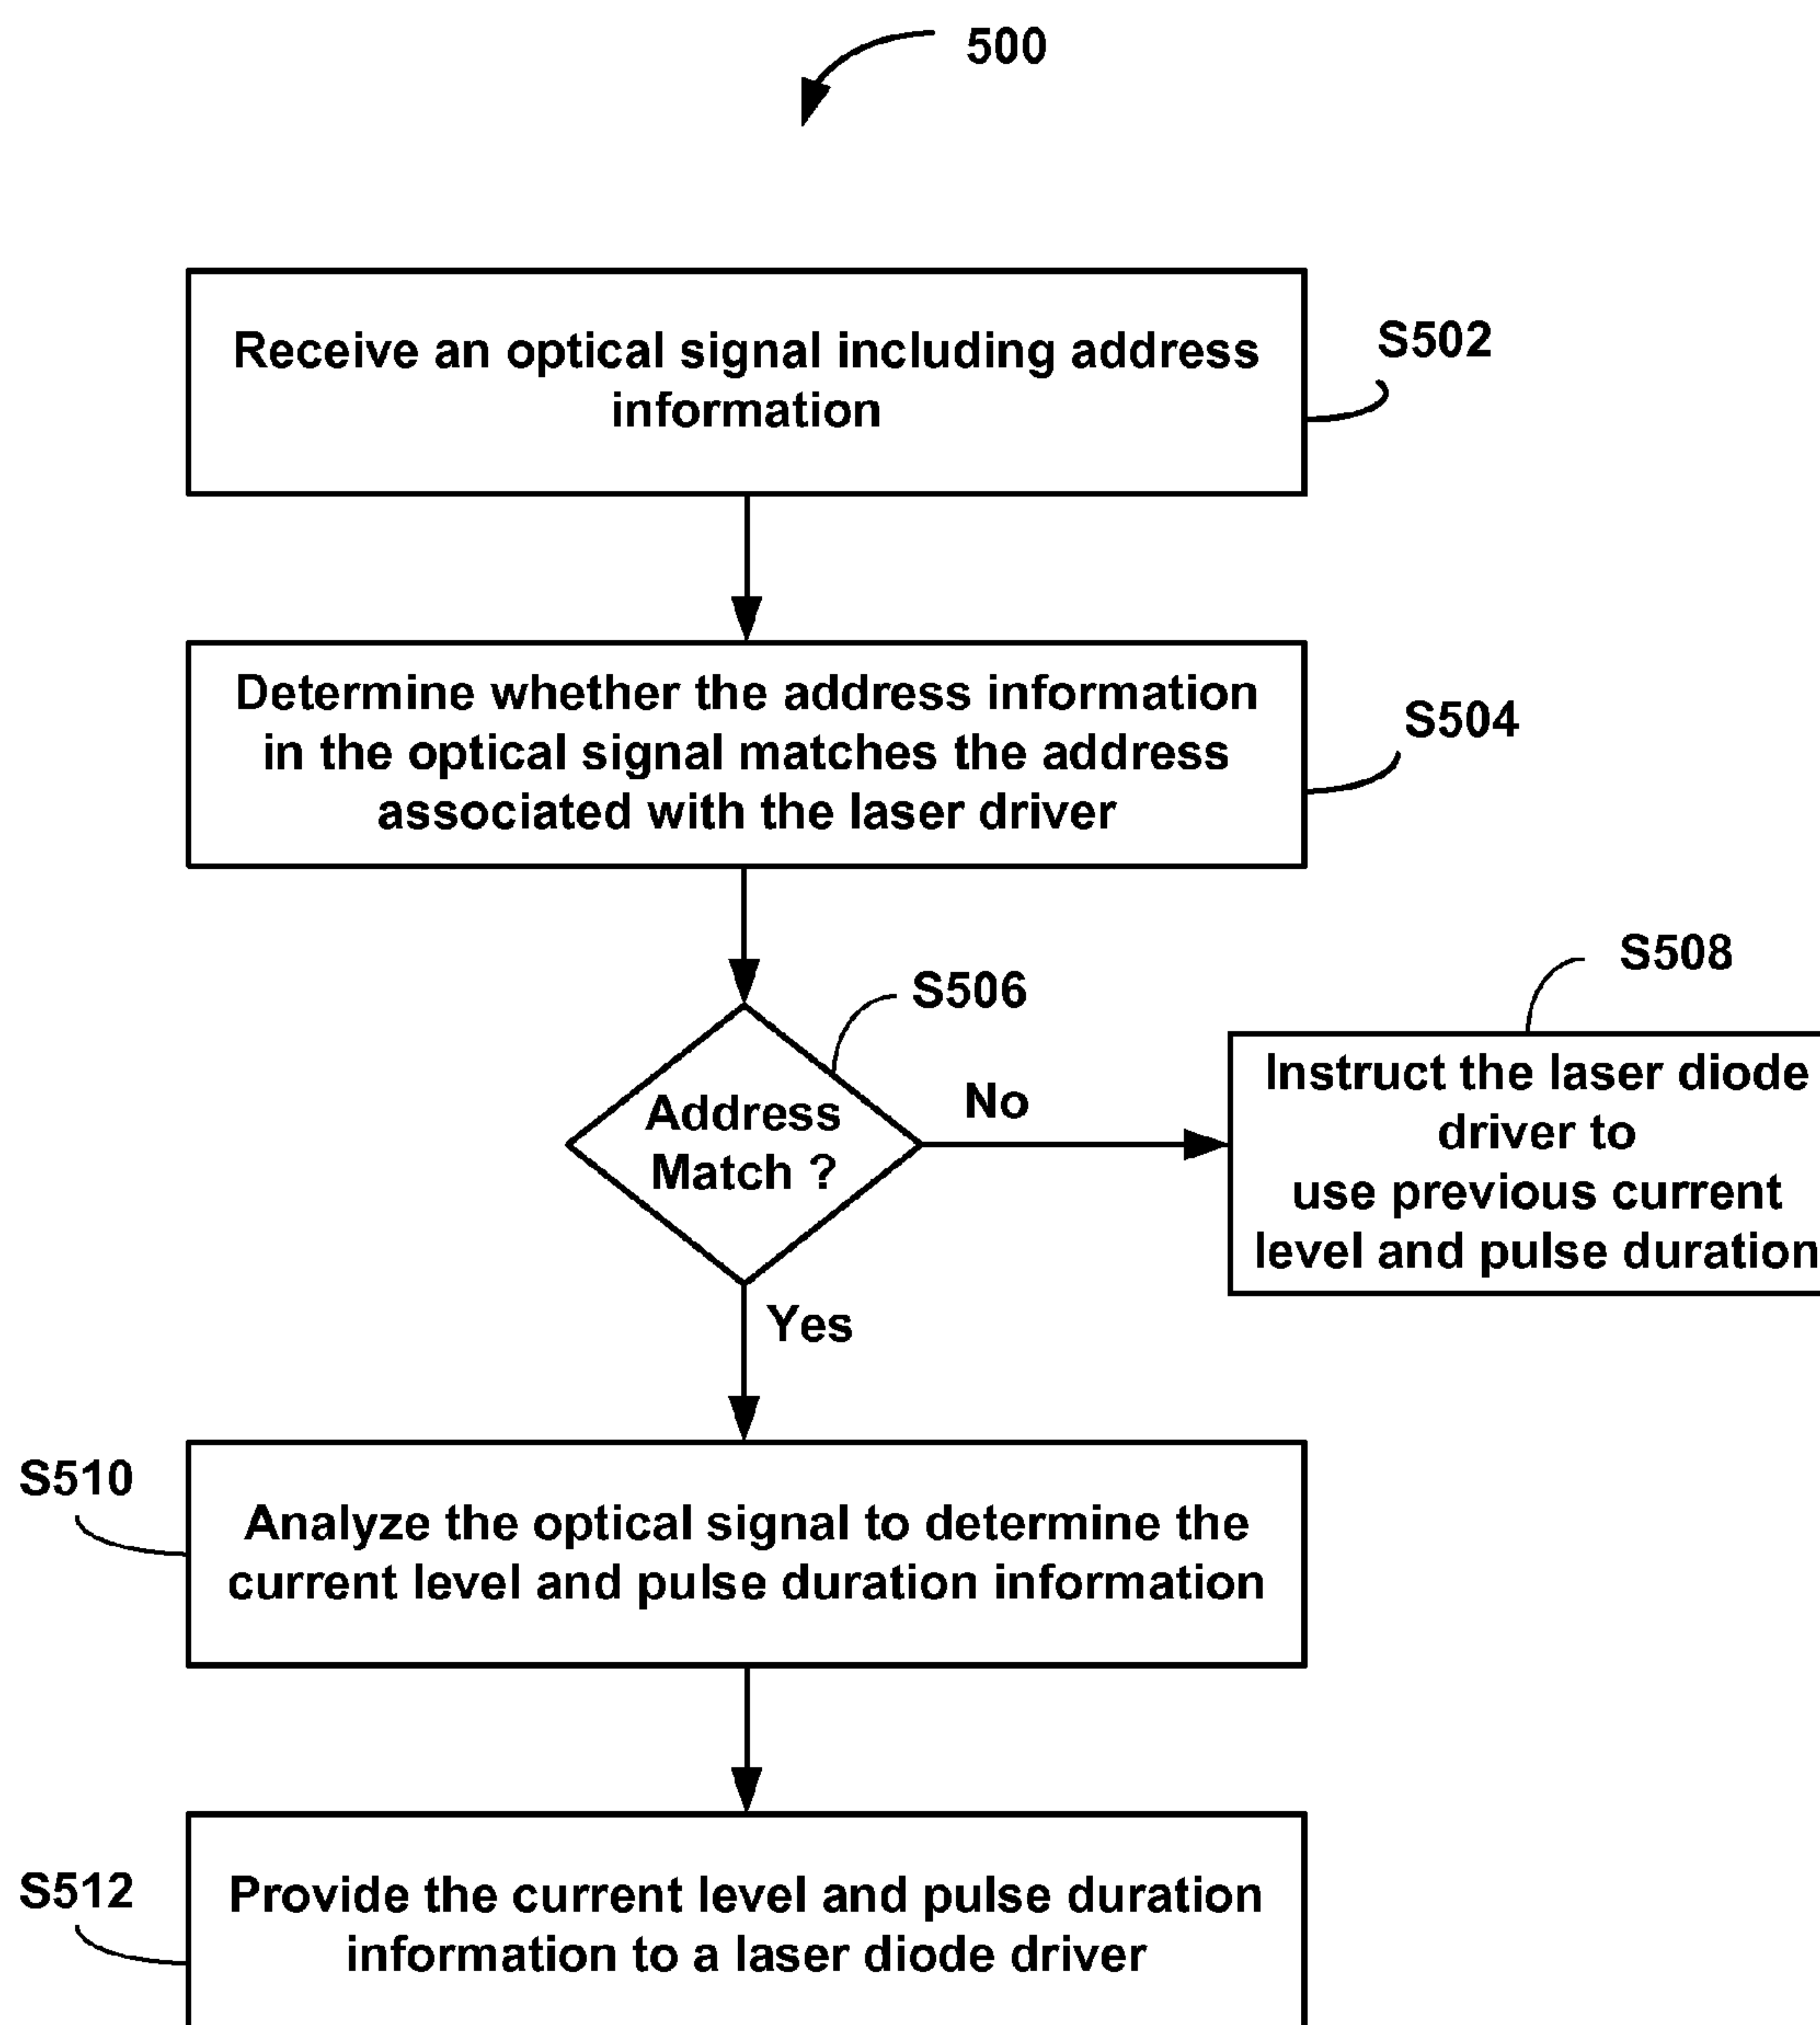 500
Receive an optical signal including address
information
S502
Determine whether the address information
in the optical signal matches the address
associated with the laser driver
S504
S506
Address
Match ?
No
S508
Instruct the laser diode
driver to
use previous current
level and pulse duration
Yes
S510
Analyze the optical signal to determine the
current level and pulse duration information
S512
Provide the current level and pulse duration
information to a laser diode driver